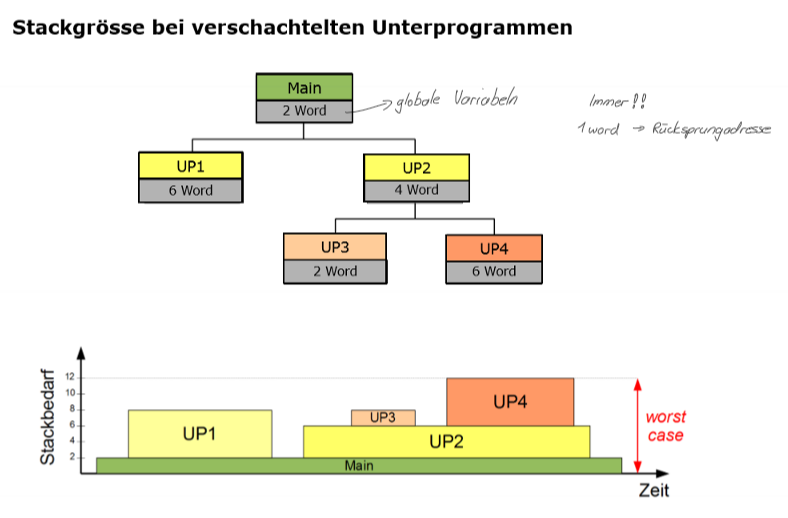 Stackgrösse bei verschachtelten Unterprogrammen
Main
2 Word
globale Variabeln
Immer!!
1 word → Rücksprungadresse
UP1
6 Word
UP2
4 Word
UP3
2 Word
UP4
6 Word
Stackbedarf
12
10
8
6
4
2
UP1
UP3
UP4
UP2
Main
worst
case
Zeit